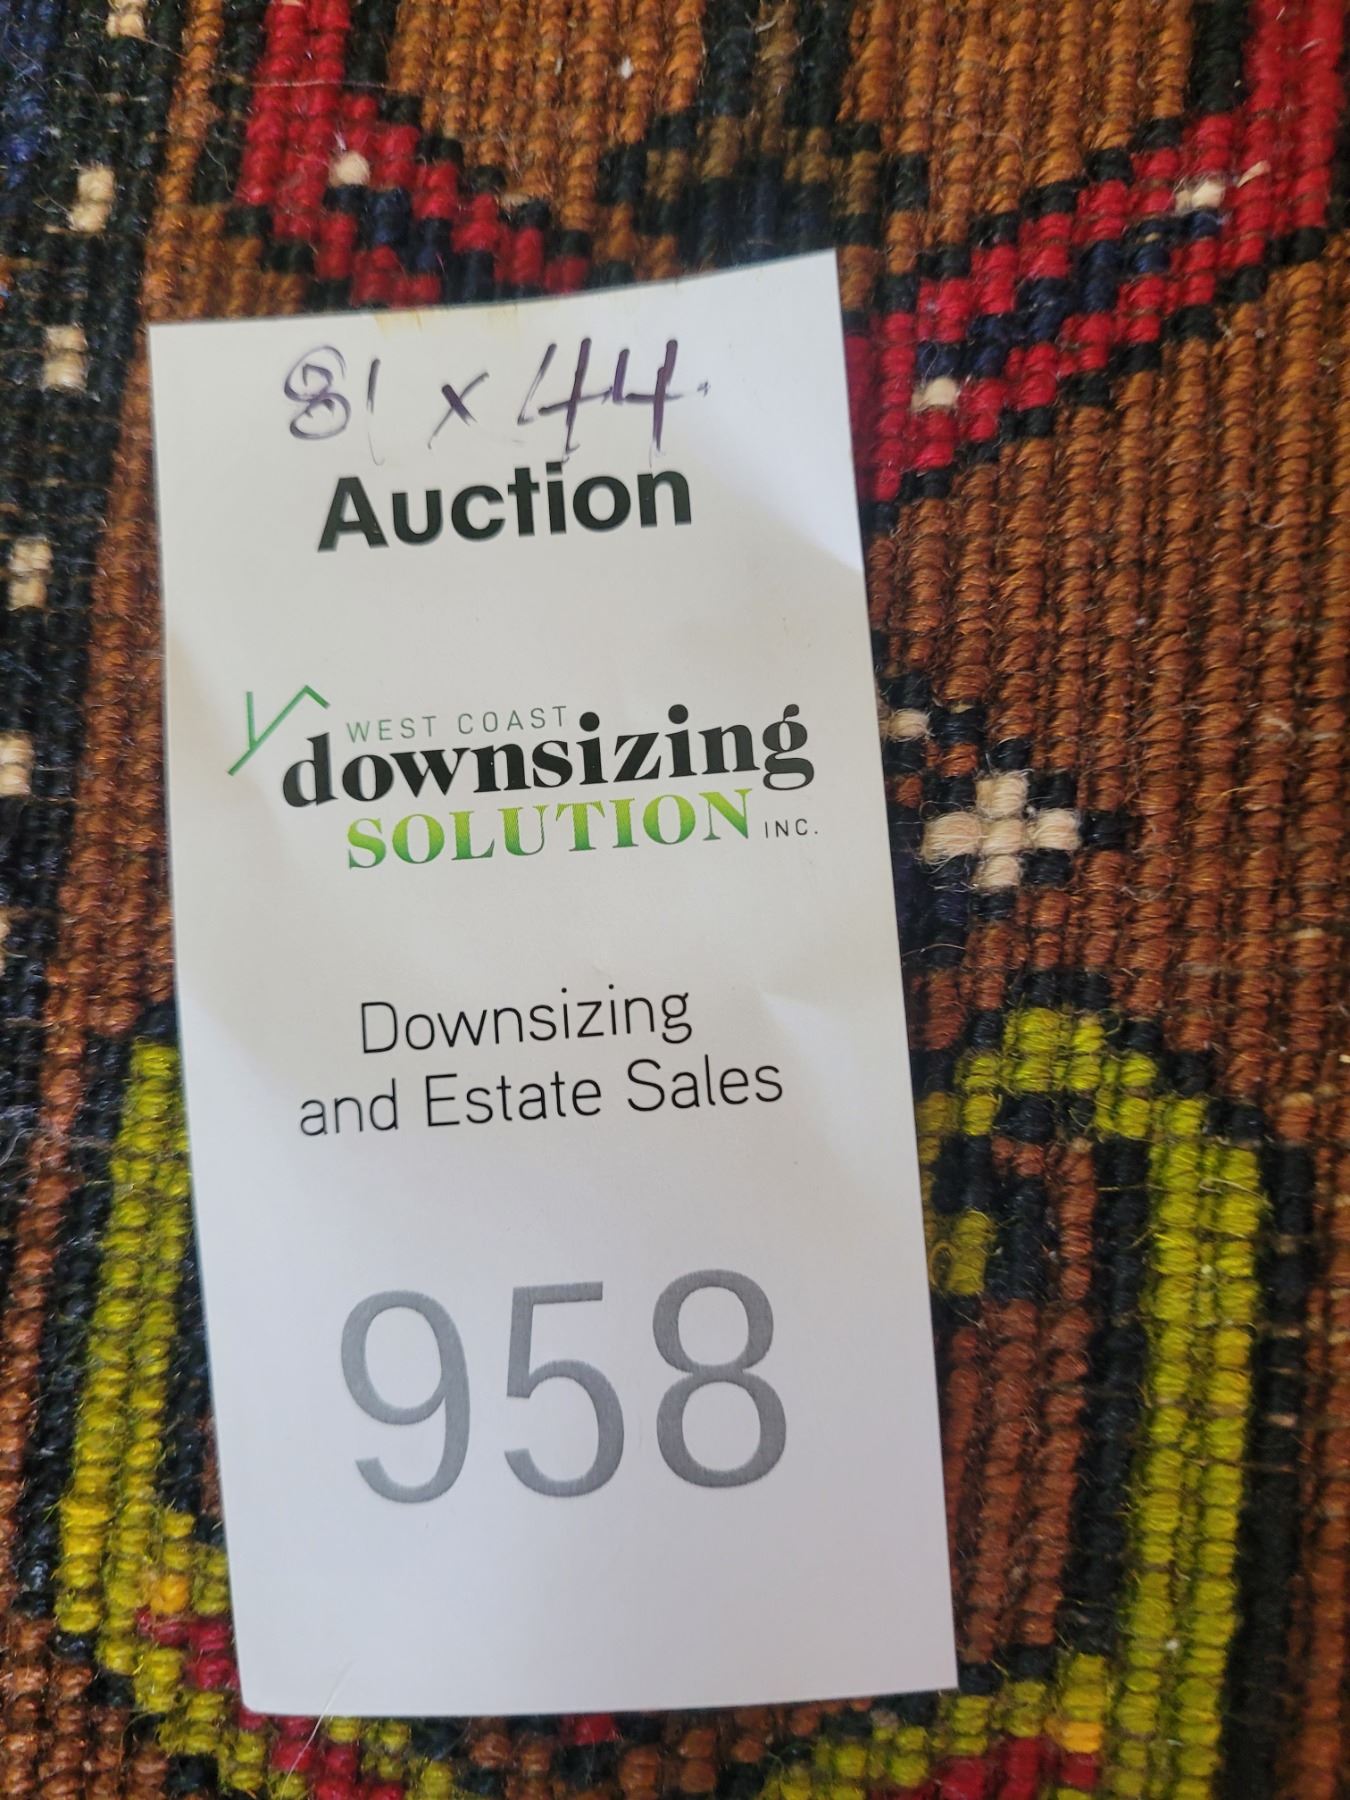 81 x 44.
Auction
WEST COAST
downsizing
SOLUTION INC.
Downsizing
and Estate Sales
958